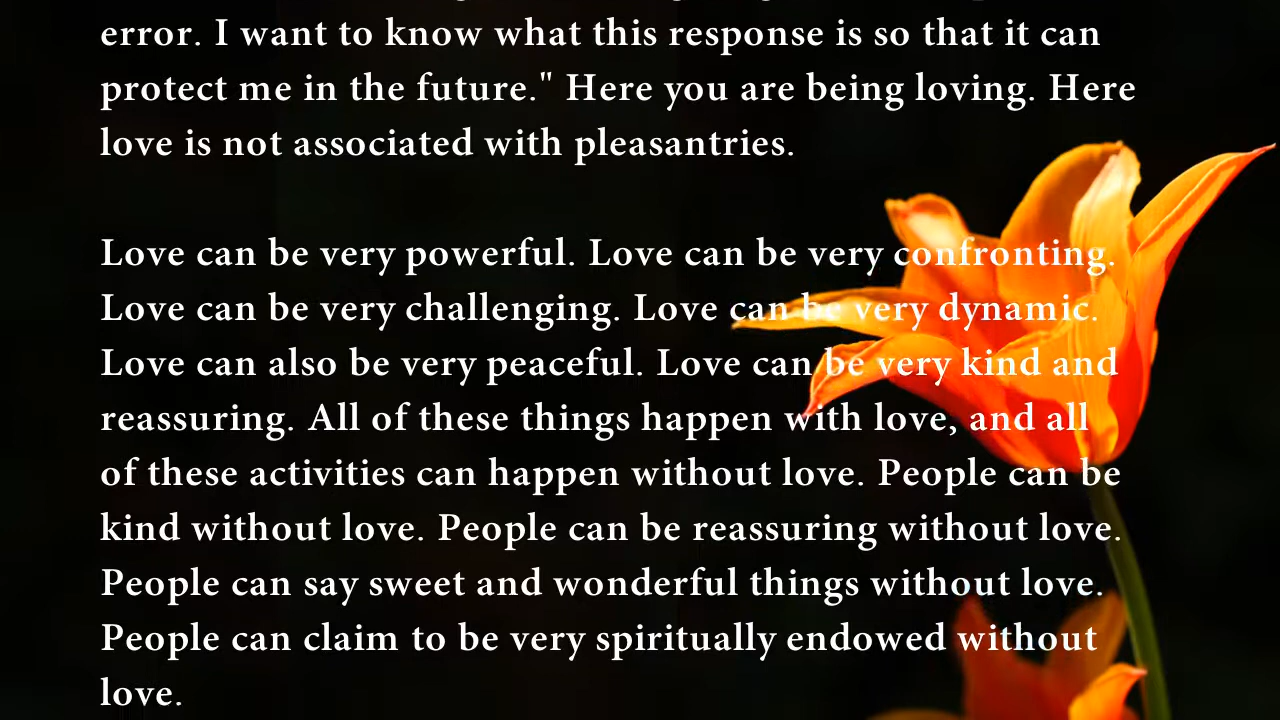 error. I want to know what this response is so that it can
protect me in the future." Here you are being loving. Here
love is not associated with pleasantries.
Love can be very powerful. Love can be very confronting.
Love can be very challenging. Love can be very dynamic.
Love can also be very peaceful. Love can be very kind and
reassuring. All of these things happen with love, and all
of these activities can happen without love. People can be
kind without love. People can be reassuring without love.
People can say sweet and wonderful things without love.
People can claim to be very spiritually endowed without
love.